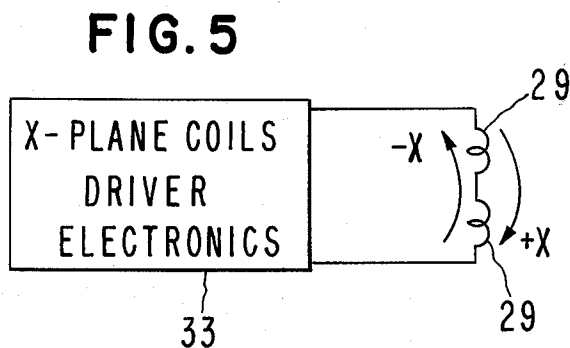 FIG. 5
29
X-PLANE COILS
DRIVER
ELECTRONICS
-X
+X
29
33